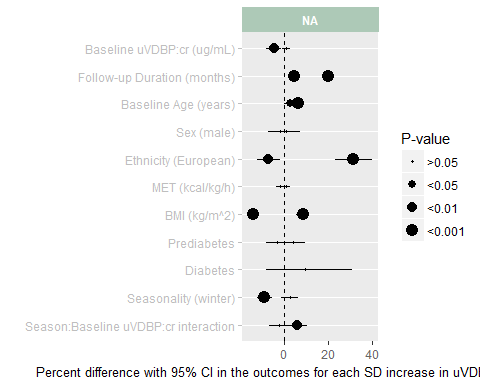 NA
Baseline uVDBP:cr (ug/mL)
Follow-up Duration (months)
Baseline Age (years)
Sex (male)
Ethnicity (European)
MET (kcal/kg/h)
BMI (kg/m^2)
Prediabetes
Diabetes
Seasonality (winter)
Season:Baseline uVDBP:cr interaction
0 20 40
Percent difference with 95% CI in the outcomes for each SD increase in uVDI
P-value
>0.05
<0.05
<0.01
<0.001